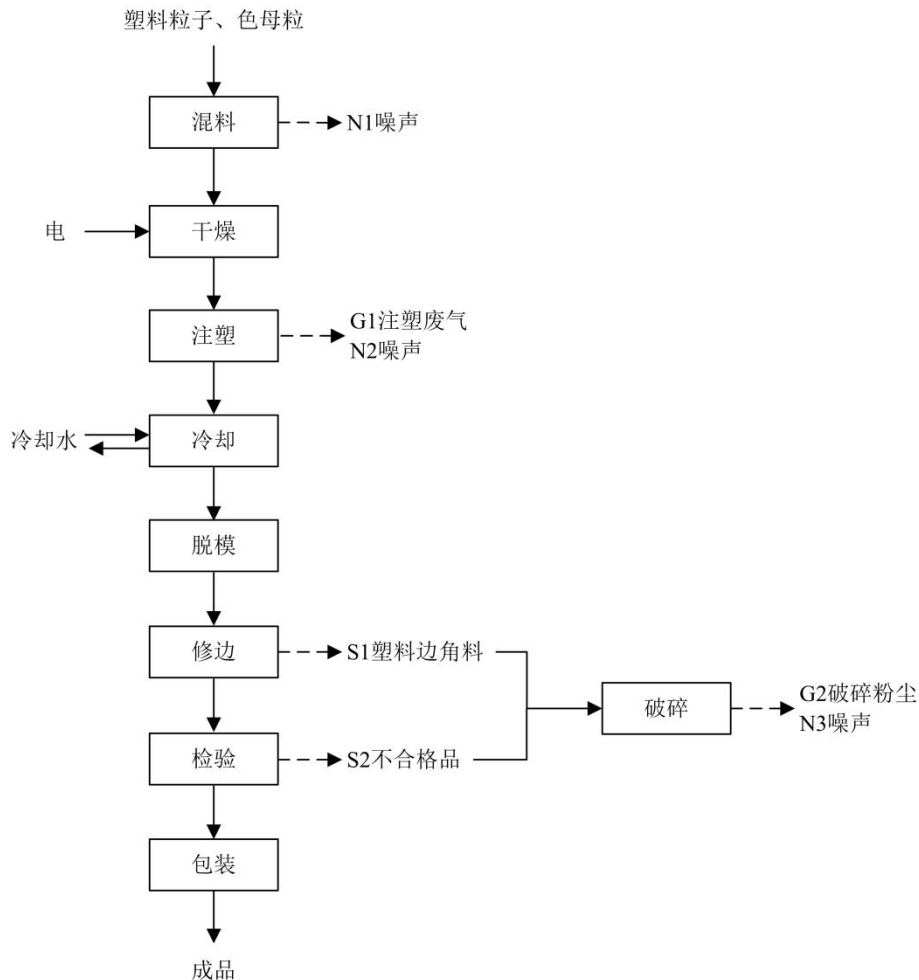 塑料粒子、色母粒
混料
N1噪声
电
干燥
注塑
G1注塑废气
N2噪声
冷却水
冷却
脱模
修边
S1塑料边角料
破碎
G2破碎粉尘
N3噪声
检验
S2不合格品
包装
成品